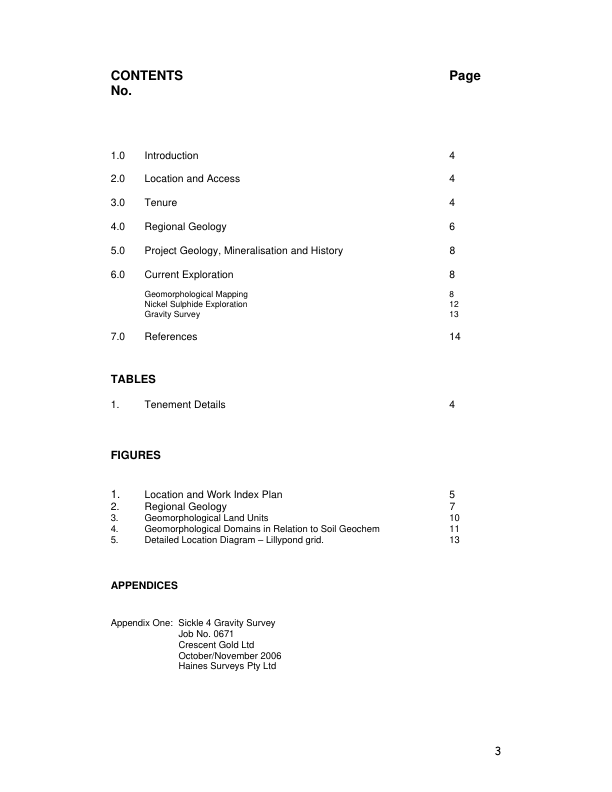 CONTENTS Page
No.
1.0 Introduction 4
2.0 Location and Access 4
3.0 Tenure 4
4.0 Regional Geology 6
5.0 Project Geology, Mineralisation and History 8
6.0 Current Exploration 8
Geomorphological Mapping 8
Nickel Sulphide Exploration 12
Gravity Survey 13
7.0 References 14
TABLES
1. Tenement Details 4
FIGURES
1. Location and Work Index Plan 5
2. Regional Geology 7
3. Geomorphological Land Units 10
4. Geomorphological Domains in Relation to Soil Geochem 11
5. Detailed Location Diagram – Lillypond grid. 13
APPENDICES
Appendix One: Sickle 4 Gravity Survey
Job No. 0671
Crescent Gold Ltd
October/November 2006
Haines Surveys Pty Ltd
3